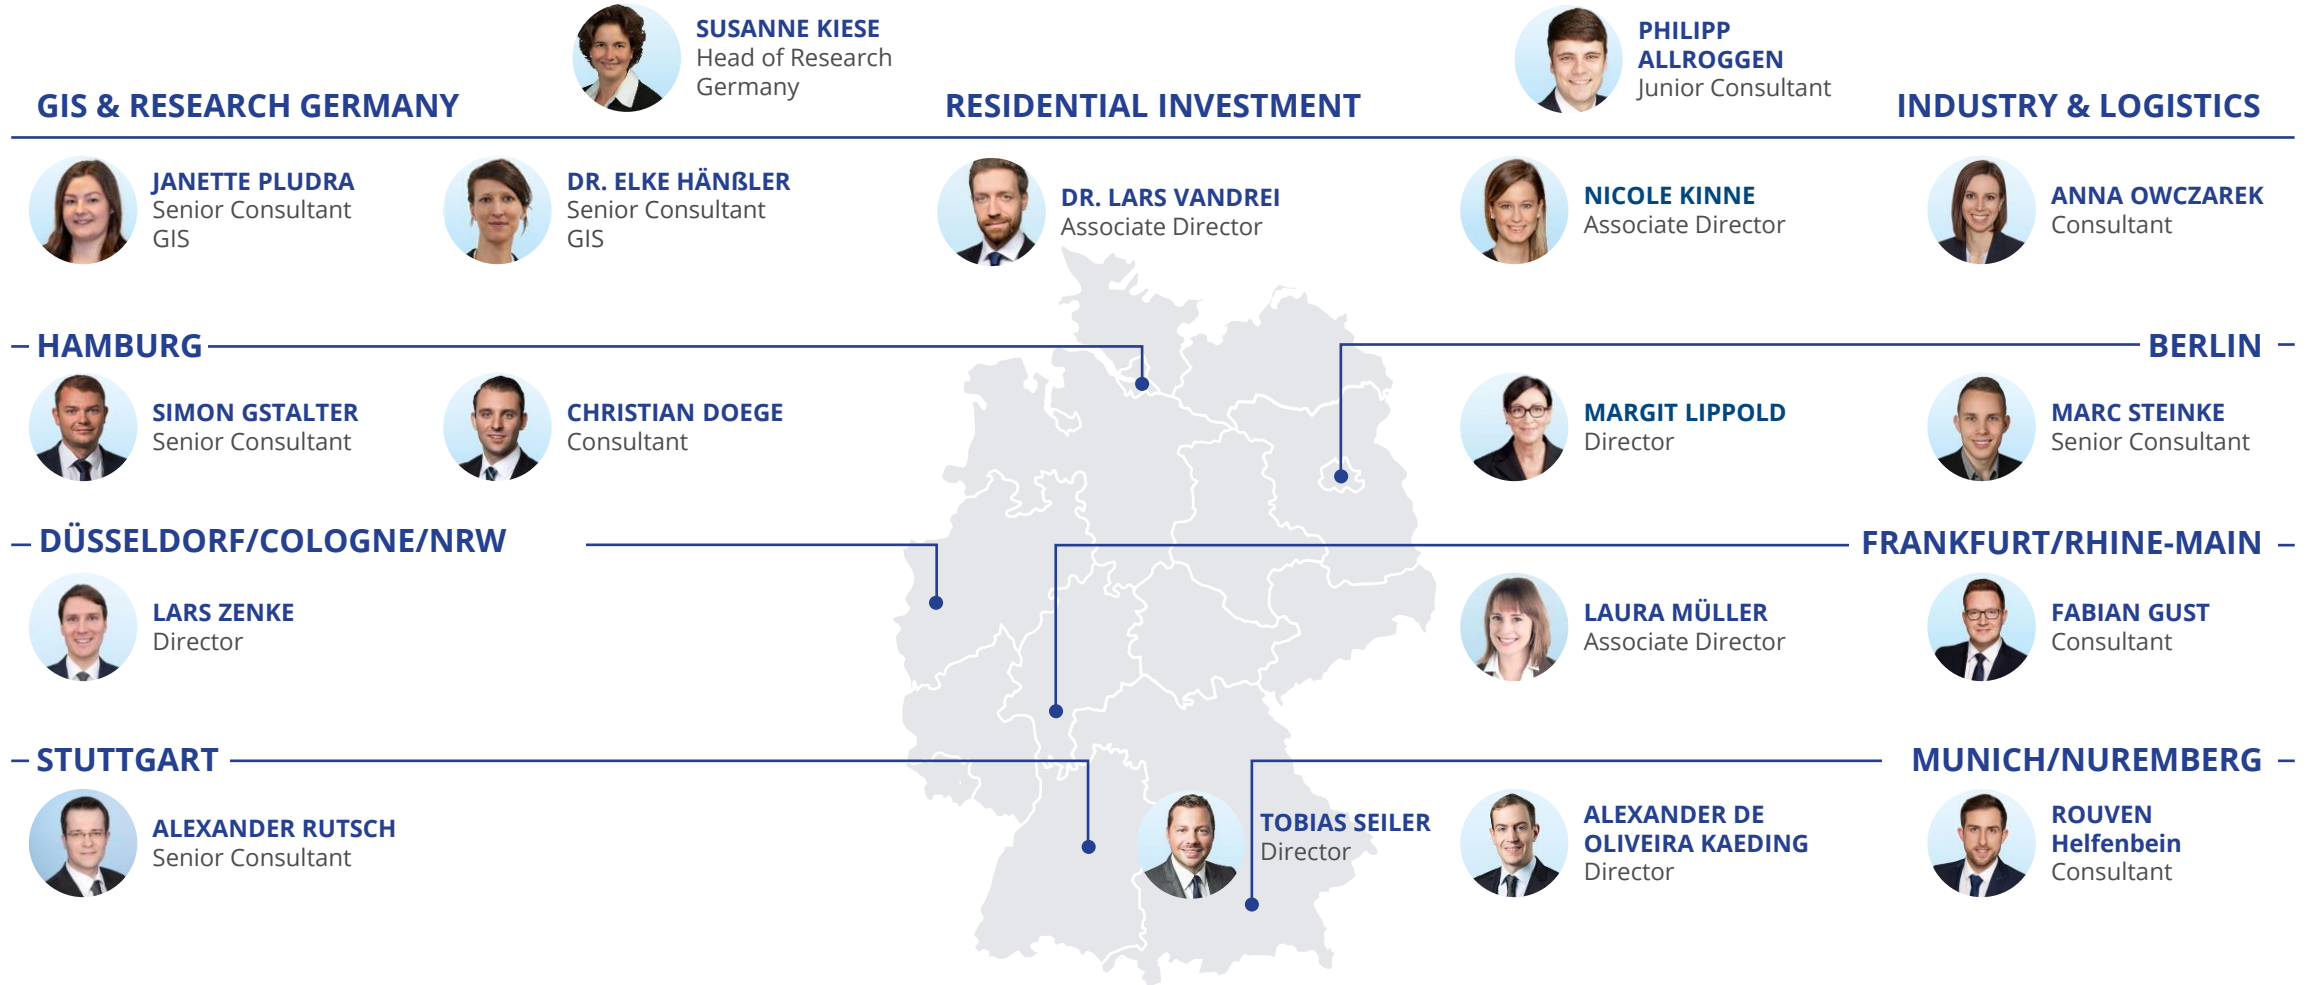 SUSANNE KIESE
Head of Research
Germany
PHILIPP
ALLROGGEN
Junior Consultant
GIS & RESEARCH GERMANY
RESIDENTIAL INVESTMENT
INDUSTRY & LOGISTICS
JANETTE PLUDRA
Senior Consultant
GIS
DR. ELKE HÄNßLER
Senior Consultant
GIS
DR. LARS VANDREI
Associate Director
NICOLE KINNE
Associate Director
ANNA OWCZAREK
Consultant
HAMBURG
BERLIN
SIMON GSTALTER
Senior Consultant
CHRISTIAN DOEGE
Consultant
MARGIT LIPPOLD
Director
MARC STEINKE
Senior Consultant
DÜSSELDORF/COLOGNE/NRW
FRANKFURT/RHINE-MAIN
LARS ZENKE
Director
LAURA MÜLLER
Associate Director
FABIAN GUST
Consultant
STUTTGART
MUNICH/NUREMBERG
ALEXANDER RUTSCH
Senior Consultant
TOBIAS SEILER
Director
ALEXANDER DE
OLIVEIRA KAEDING
Director
ROUVEN
Helfenbein
Consultant